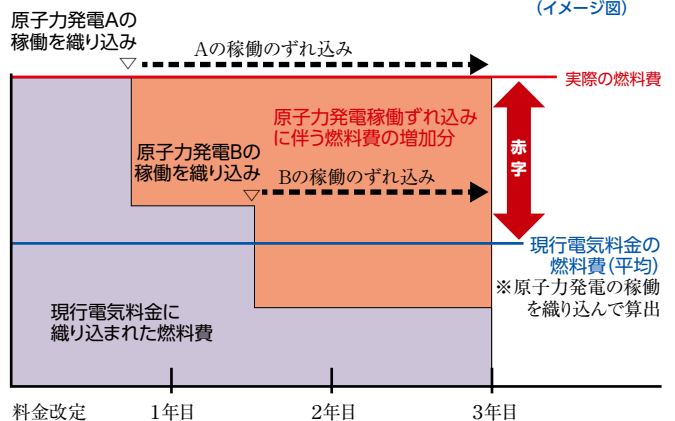 (イメージ図)
原子力発電Aの
稼働を織り込み
Aの稼働のずれ込み
実際の燃料費
原子力発電稼働ずれ込み
に伴う燃料費の増加分
赤字
原子力発電Bの
稼働を織り込み
Bの稼働のずれ込み
現行電気料金の
燃料費(平均)
※原子力発電の稼働
を織り込んで算出
現行電気料金に
織り込まれた燃料費
料金改定
1年目
2年目
3年目